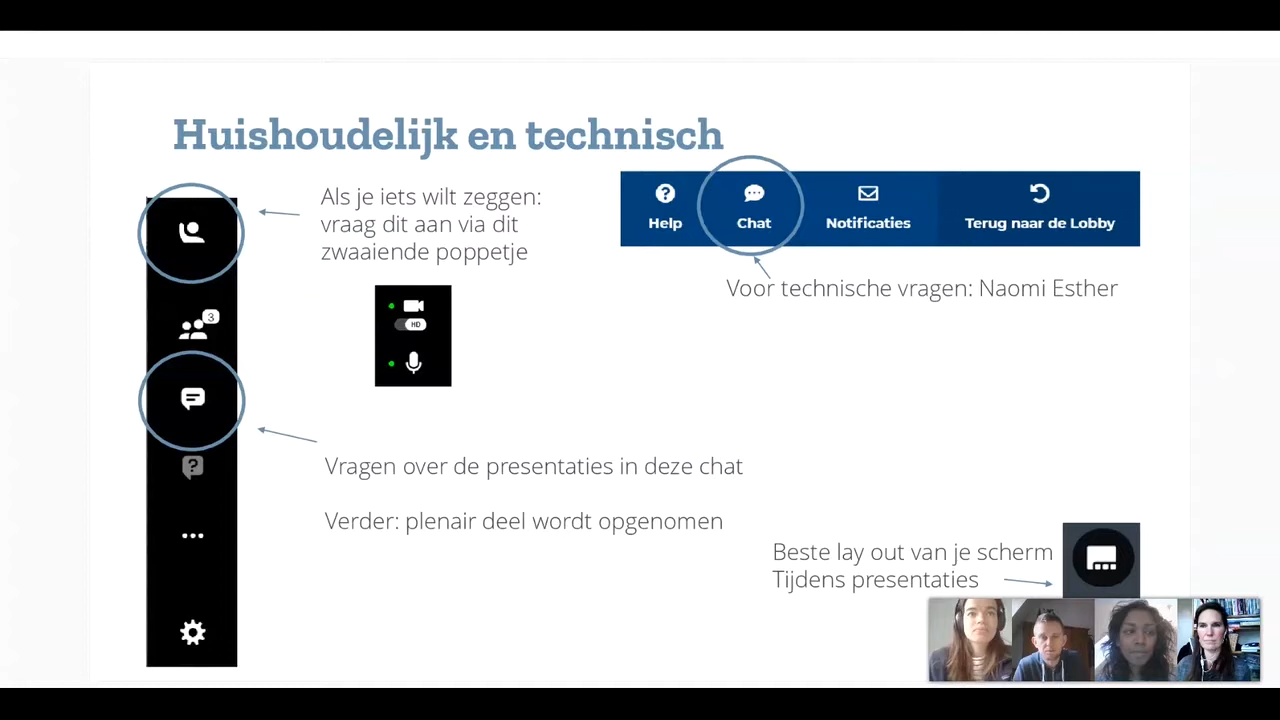 Huishoudelijk en technisch
Als je iets wilt zeggen:
vraag dit aan via dit
zwaaiende poppetje
Help
Chat
Notificaties
Terug naar de Lobby
Voor technische vragen: Naomi Esther
3
HD
?
Vragen over de presentaties in deze chat
Verder: plenair deel wordt opgenomen
Beste lay out van je scherm
Tijdens presentaties